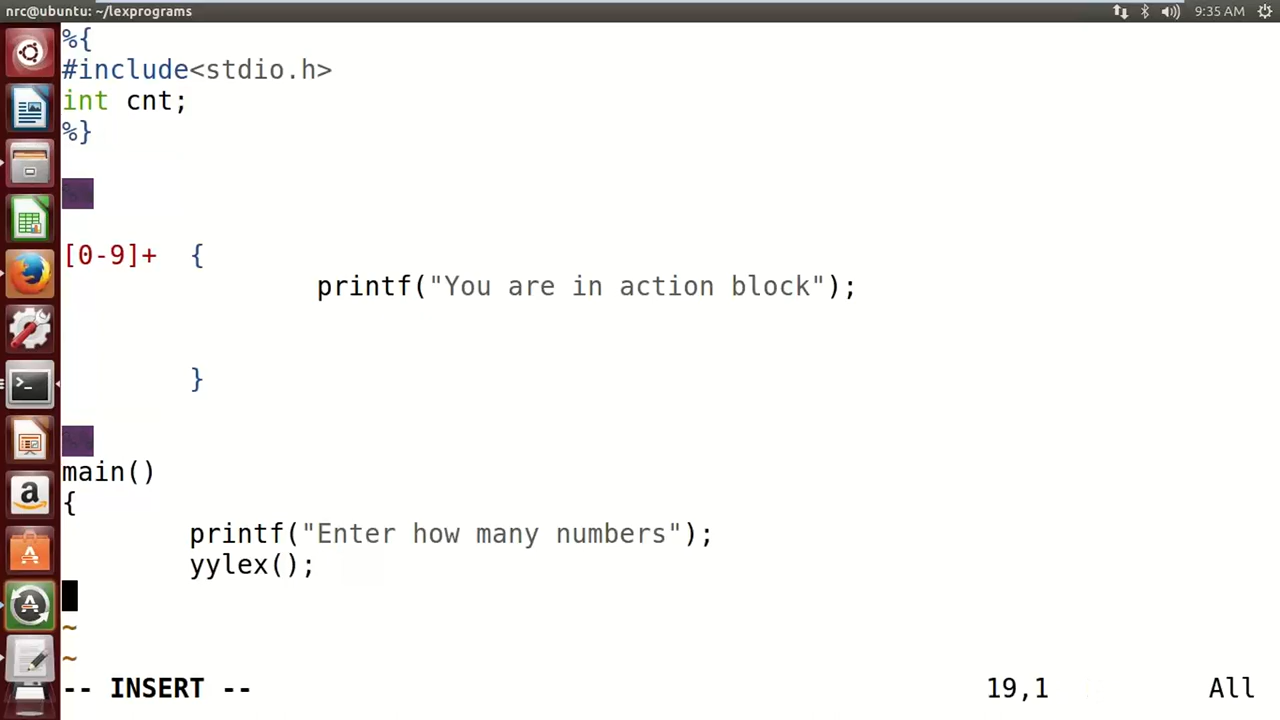 nrc@ubuntu: ~/lexprograms
9:35 AM
%{
#include<stdio.h>
int cnt;
%}
%%
[0-9]+ {
printf("You are in action block");
}
%%
main()
{
printf("Enter how many numbers");
yylex();
~
~
-- INSERT -- 19,1 All